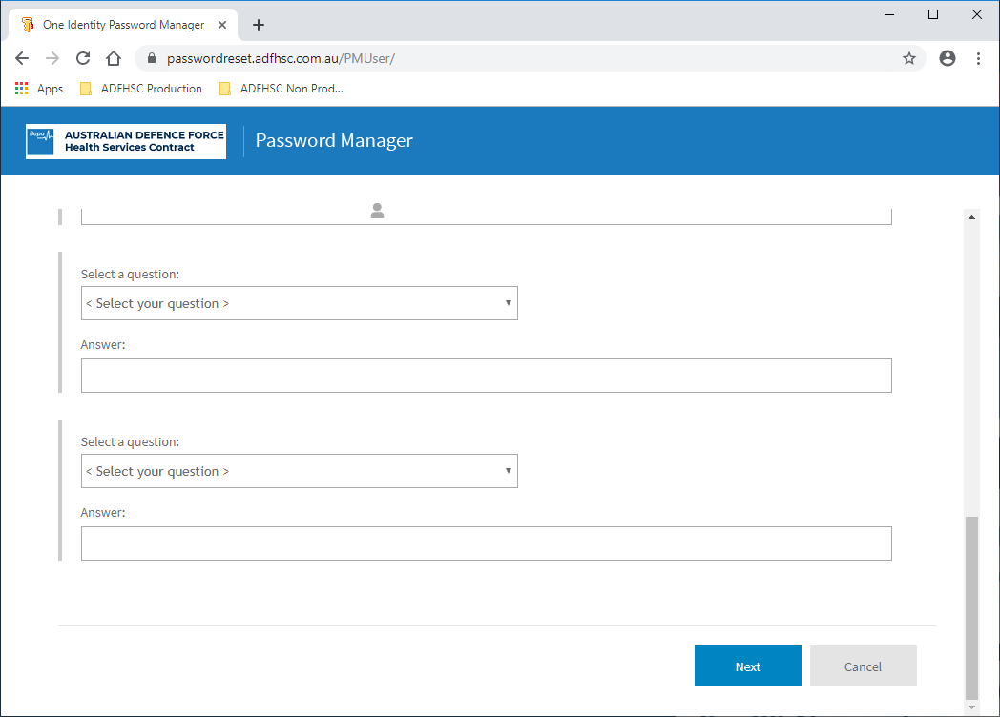 One Identity Password Manager
passwordreset.adfhsc.com.au/PMUser/
Apps ADFHSC Production ADFHSC Non Prod...
Bupa
AUSTRALIAN DEFENCE FORCE
Health Services Contract
Password Manager
Select a question:
< Select your question >
Answer:
Select a question:
< Select your question >
Answer:
Next Cancel